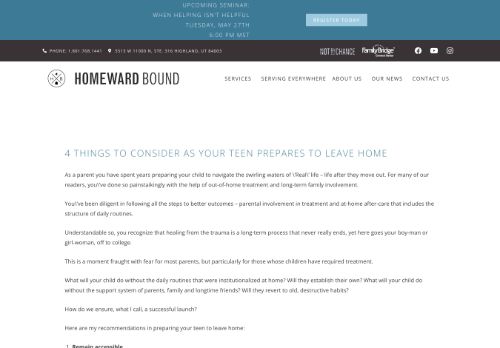 UPCOMING SEMINAR:
WHEN HELPING ISN'T HELPFUL
TUESDAY, MAY 27TH
6:00 PM MST
REGISTER TODAY
PHONE: 1.801.768.1441
5513 W 11000 N, STE. 316 HIGHLAND, UT 84003
NOT BY CHANCE
FamilyBridge
HOMEWARD BOUND
SERVICES
SERVING EVERYWHERE
ABOUT US
OUR NEWS
CONTACT US
4 THINGS TO CONSIDER AS YOUR TEEN PREPARES TO LEAVE HOME
As a parent you have spent years preparing your child to navigate the swirling waters of \"Real\" life – life after they move out. For many of our
readers, you've done so painstakingly with the help of out-of-home treatment and long-term family involvement.
You've been diligent in following all the steps to better outcomes – parental involvement in treatment and at-home after-care that includes the
structure of daily routines.
Understandable so, you recognize that healing from the trauma is a long-term process that never really ends, yet here goes your boy-man or
girl-woman, off to college.
This is a moment fraught with fear for most parents, but particularly for those whose children have required treatment.
What will your child do without the daily routines that were institutionalized at home? Will they establish their own? What will your child do
without the support system of parents, family and longtime friends? Will they revert to old, destructive habits?
How do we ensure, what I call, a successful launch?
Here are my recommendations in preparing your teen to leave home:
1. Remain accessible